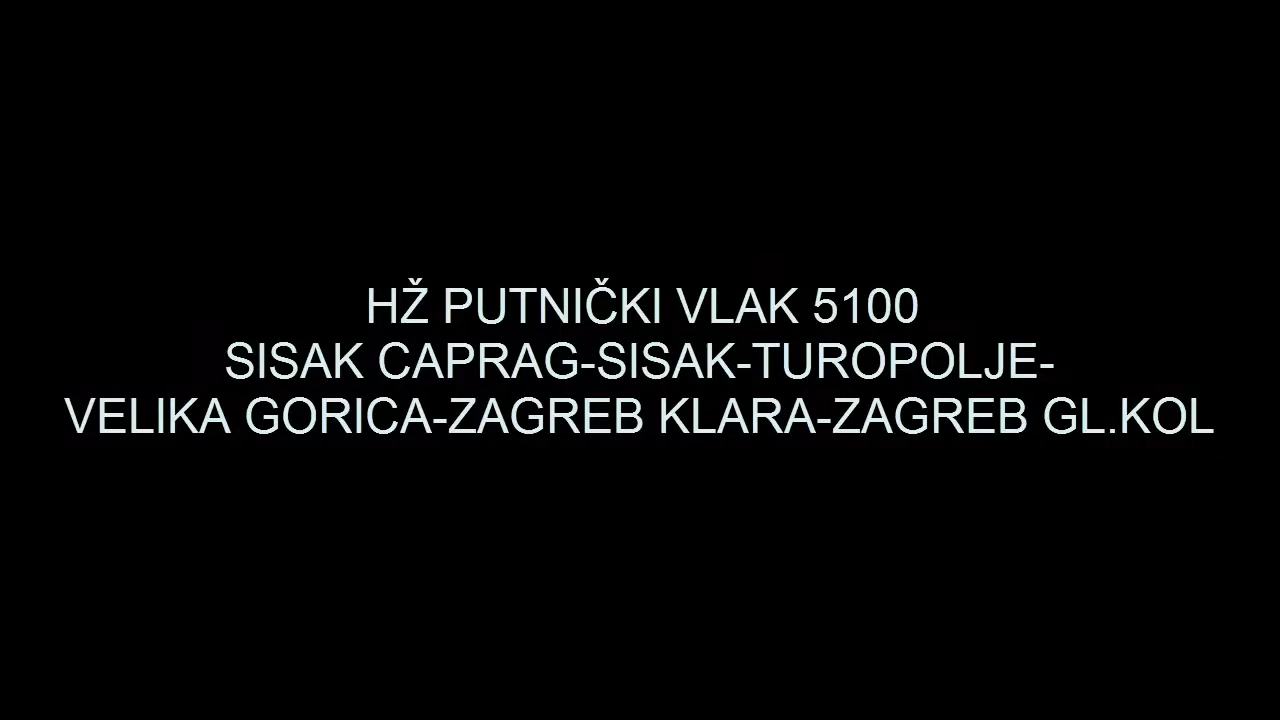 HŽ PUTNIČKI VLAK 5100
SISAK CAPRAG-SISAK-TUROPOLJE-
VELIKA GORICA-ZAGREB KLARA-ZAGREB GL.KOL